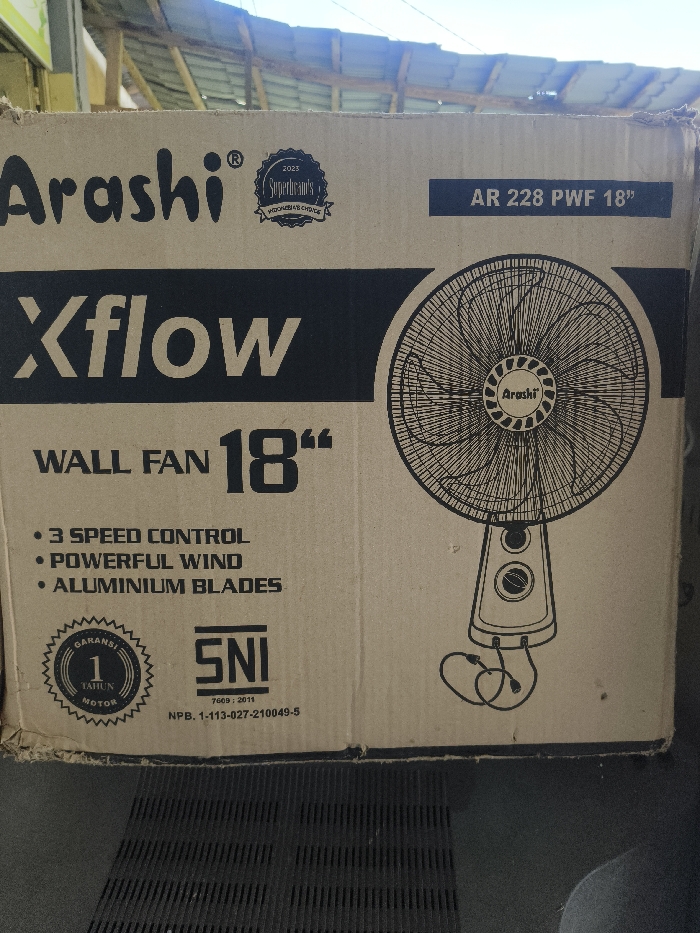 Arashi®
2023
Superbrands
INDONESIA'S CHOICE
AR 228 PWF 18"
Xflow
Arashi
WALL FAN 18"
• 3 SPEED CONTROL
• POWERFUL WIND
• ALUMINIUM BLADES
GARANSI
1
TAHUN
MOTOR
SNI
7609 : 2011
NPB. 1-113-027-210049-5